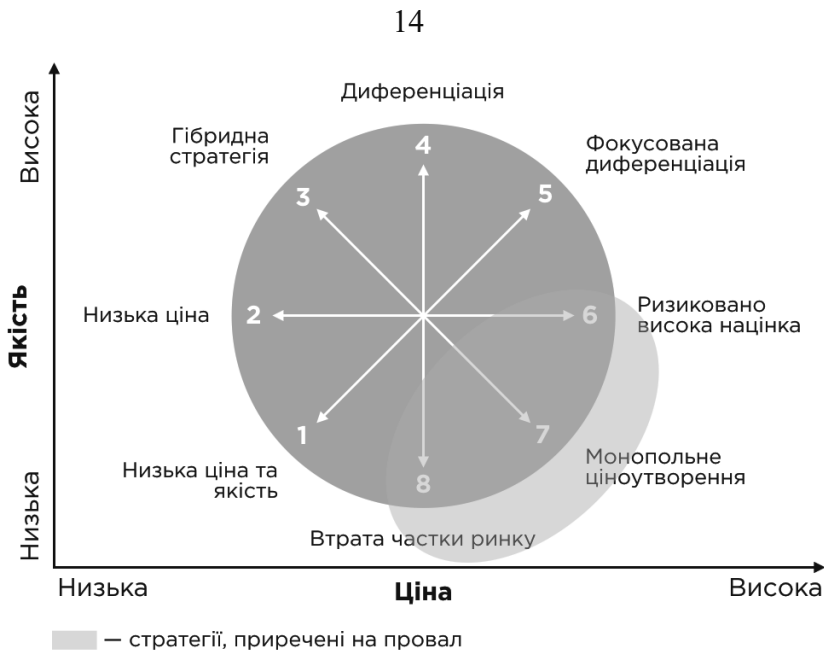 14
Диференціація
Гібридна
стратегія
Фокусована
диференціація
Висока
4
3
5
Якість
Низька ціна
2
6
Ризиковано
висока націнка
1
7
8
Низька ціна та
якість
Монопольне
ціноутворення
Низька
Втрата частки ринку
Низька
Ціна
Висока
— стратегії, приречені на провал